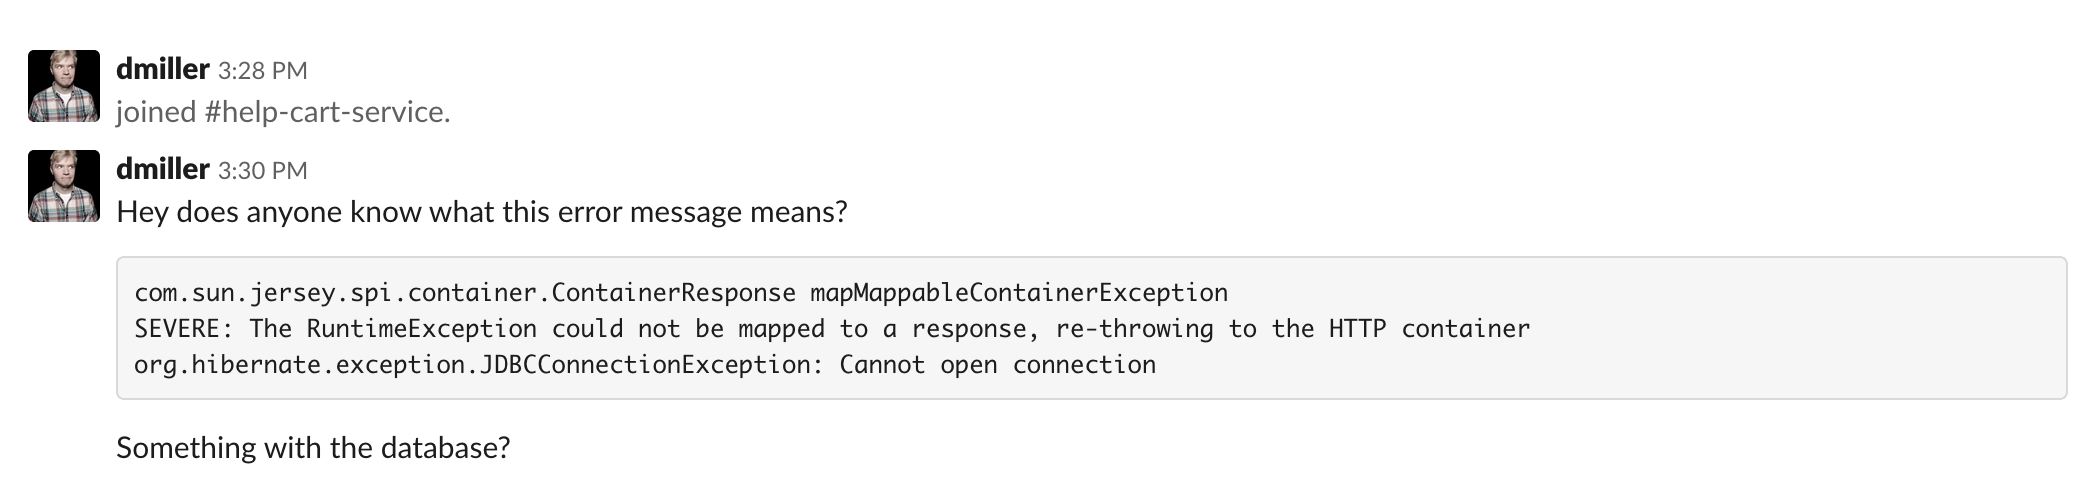 dmiller 3:28 PM
joined #help-cart-service.
dmiller 3:30 PM
Hey does anyone know what this error message means?
com.sun.jersey.spi.container.ContainerResponse mapMappableContainerException
SEVERE: The RuntimeException could not be mapped to a response, re-throwing to the HTTP container
org.hibernate.exception.JDBCConnectionException: Cannot open connection
Something with the database?